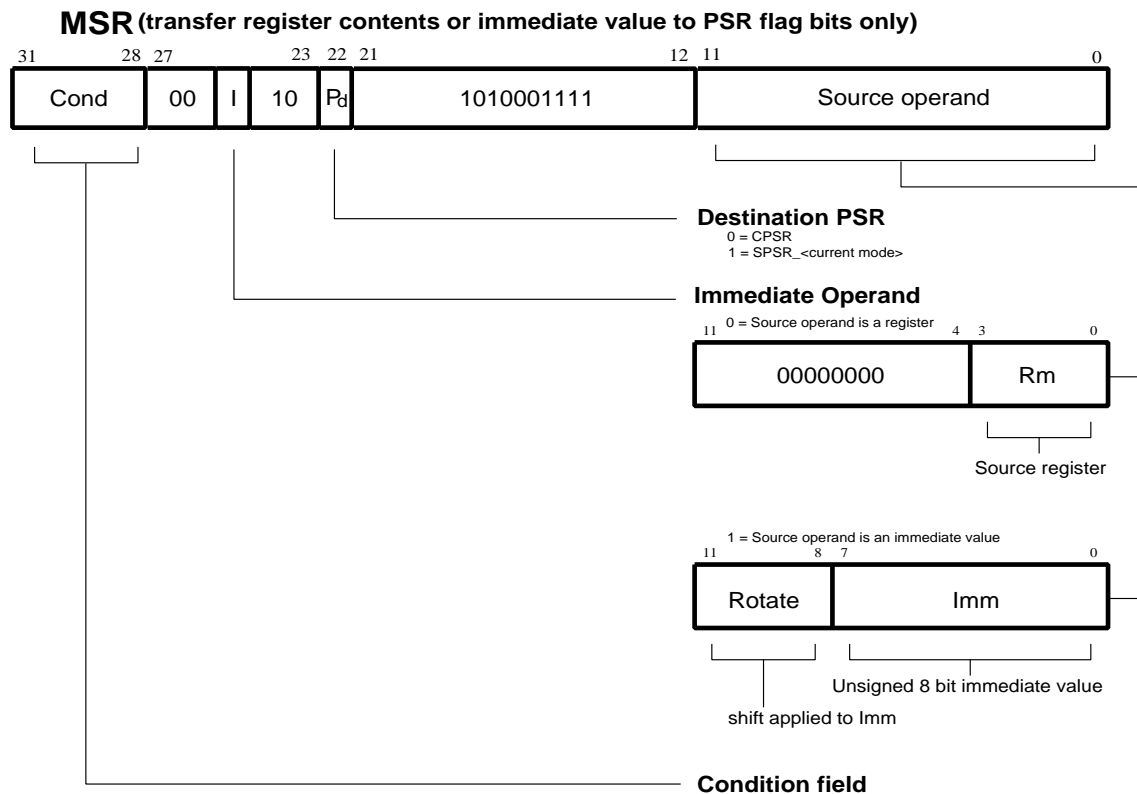 MSR (transfer register contents or immediate value to PSR flag bits only)
31 28 27 23 22 21 12 11 0
Cond 00 I 10 Pd 1010001111 Source operand
Destination PSR
0 = CPSR
1 = SPSR_<current mode>
Immediate Operand
0 = Source operand is a register
11 4 3 0
00000000 Rm
Source register
1 = Source operand is an immediate value
11 8 7 0
Rotate Imm
Unsigned 8 bit immediate value
shift applied to Imm
Condition field